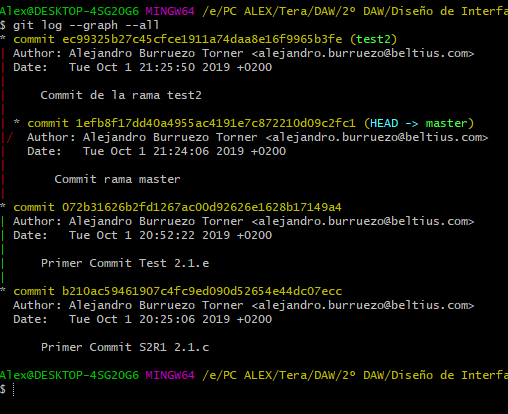 Alex@DESKTOP-4SG2OG6 MINGW64 /e/PC ALEX/Tera/DAW/2º DAW/Diseño de Interfa
$ git log --graph --all
* commit ec99325b27c45cfce1911a74daa8e16f9965b3fe (test2)
| Author: Alejandro Burruezo Torner <alejandro.burruezo@beltius.com>
| Date:   Tue Oct 1 21:25:50 2019 +0200
|
|     Commit de la rama test2
|
| * commit 1efb8f17dd40a4955ac4191e7c872210d09c2fc1 (HEAD -> master)
|/  Author: Alejandro Burruezo Torner <alejandro.burruezo@beltius.com>
|   Date:   Tue Oct 1 21:24:06 2019 +0200
|
|       Commit rama master
|
* commit 072b31626b2fd1267ac00d92626e1628b17149a4
| Author: Alejandro Burruezo Torner <alejandro.burruezo@beltius.com>
| Date:   Tue Oct 1 20:52:22 2019 +0200
|
|     Primer Commit Test 2.1.e
|
* commit b210ac59461907c4fc9ed090d52654e44dc07ecc
  Author: Alejandro Burruezo Torner <alejandro.burruezo@beltius.com>
  Date:   Tue Oct 1 20:25:06 2019 +0200

      Primer Commit S2R1 2.1.c

Alex@DESKTOP-4SG2OG6 MINGW64 /e/PC ALEX/Tera/DAW/2º DAW/Diseño de Interfa
$